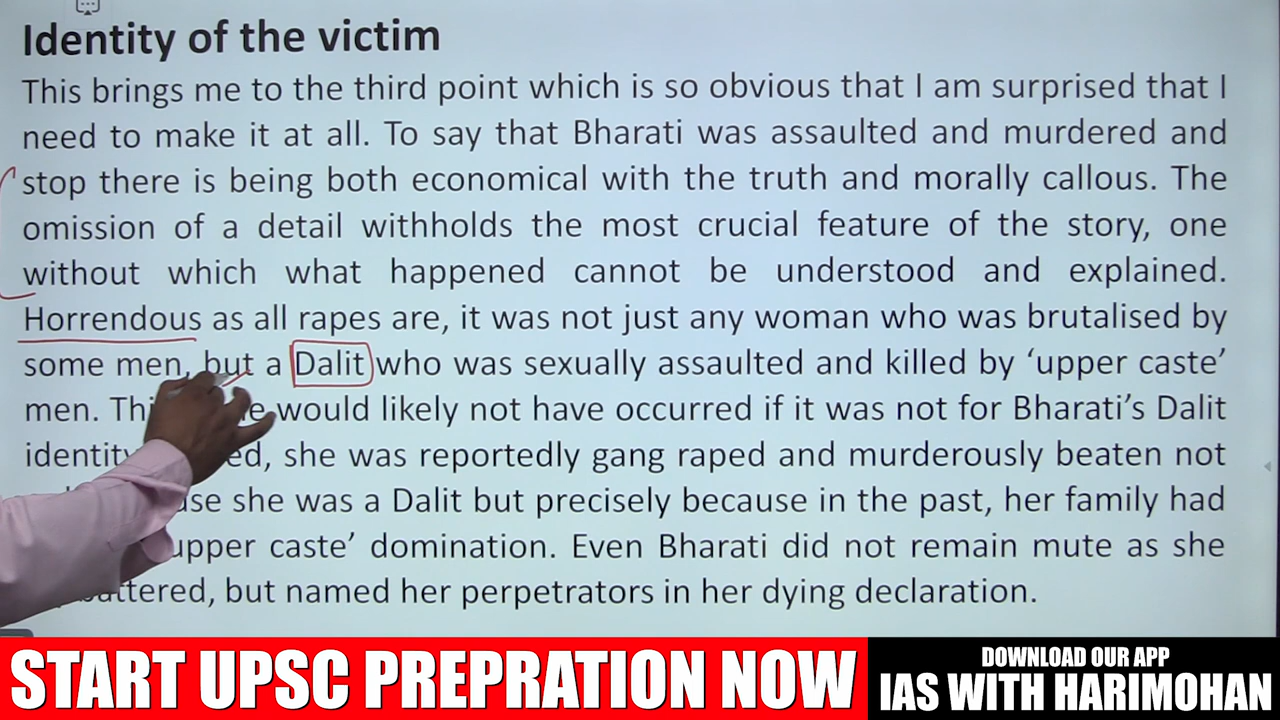 Identity of the victim
This brings me to the third point which is so obvious that I am surprised that I
need to make it at all. To say that Bharati was assaulted and murdered and
stop there is being both economical with the truth and morally callous. The
omission of a detail withholds the most crucial feature of the story, one
without which what happened cannot be understood and explained.
Horrendous as all rapes are, it was not just any woman who was brutalised by
some men, but a Dalit who was sexually assaulted and killed by ‘upper caste’
men. would likely not have occurred if it was not for Bharati’s Dalit
identity she was reportedly gang raped and murderously beaten not
she was a Dalit but precisely because in the past, her family had
upper caste’ domination. Even Bharati did not remain mute as she
but named her perpetrators in her dying declaration.
START UPSC PREPRATION NOW
DOWNLOAD OUR APP
IAS WITH HARIMOHAN